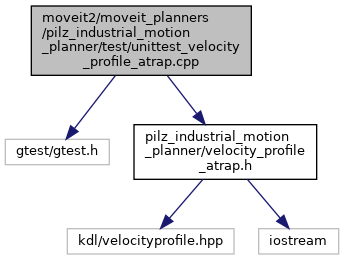 moveit2/moveit_planners
/pilz_industrial_motion
_planner/test/unittest_velocity
_profile_atrap.cpp
gtest/gtest.h
pilz_industrial_motion
_planner/velocity_profile
_atrap.h
kdl/velocityprofile.hpp
iostream